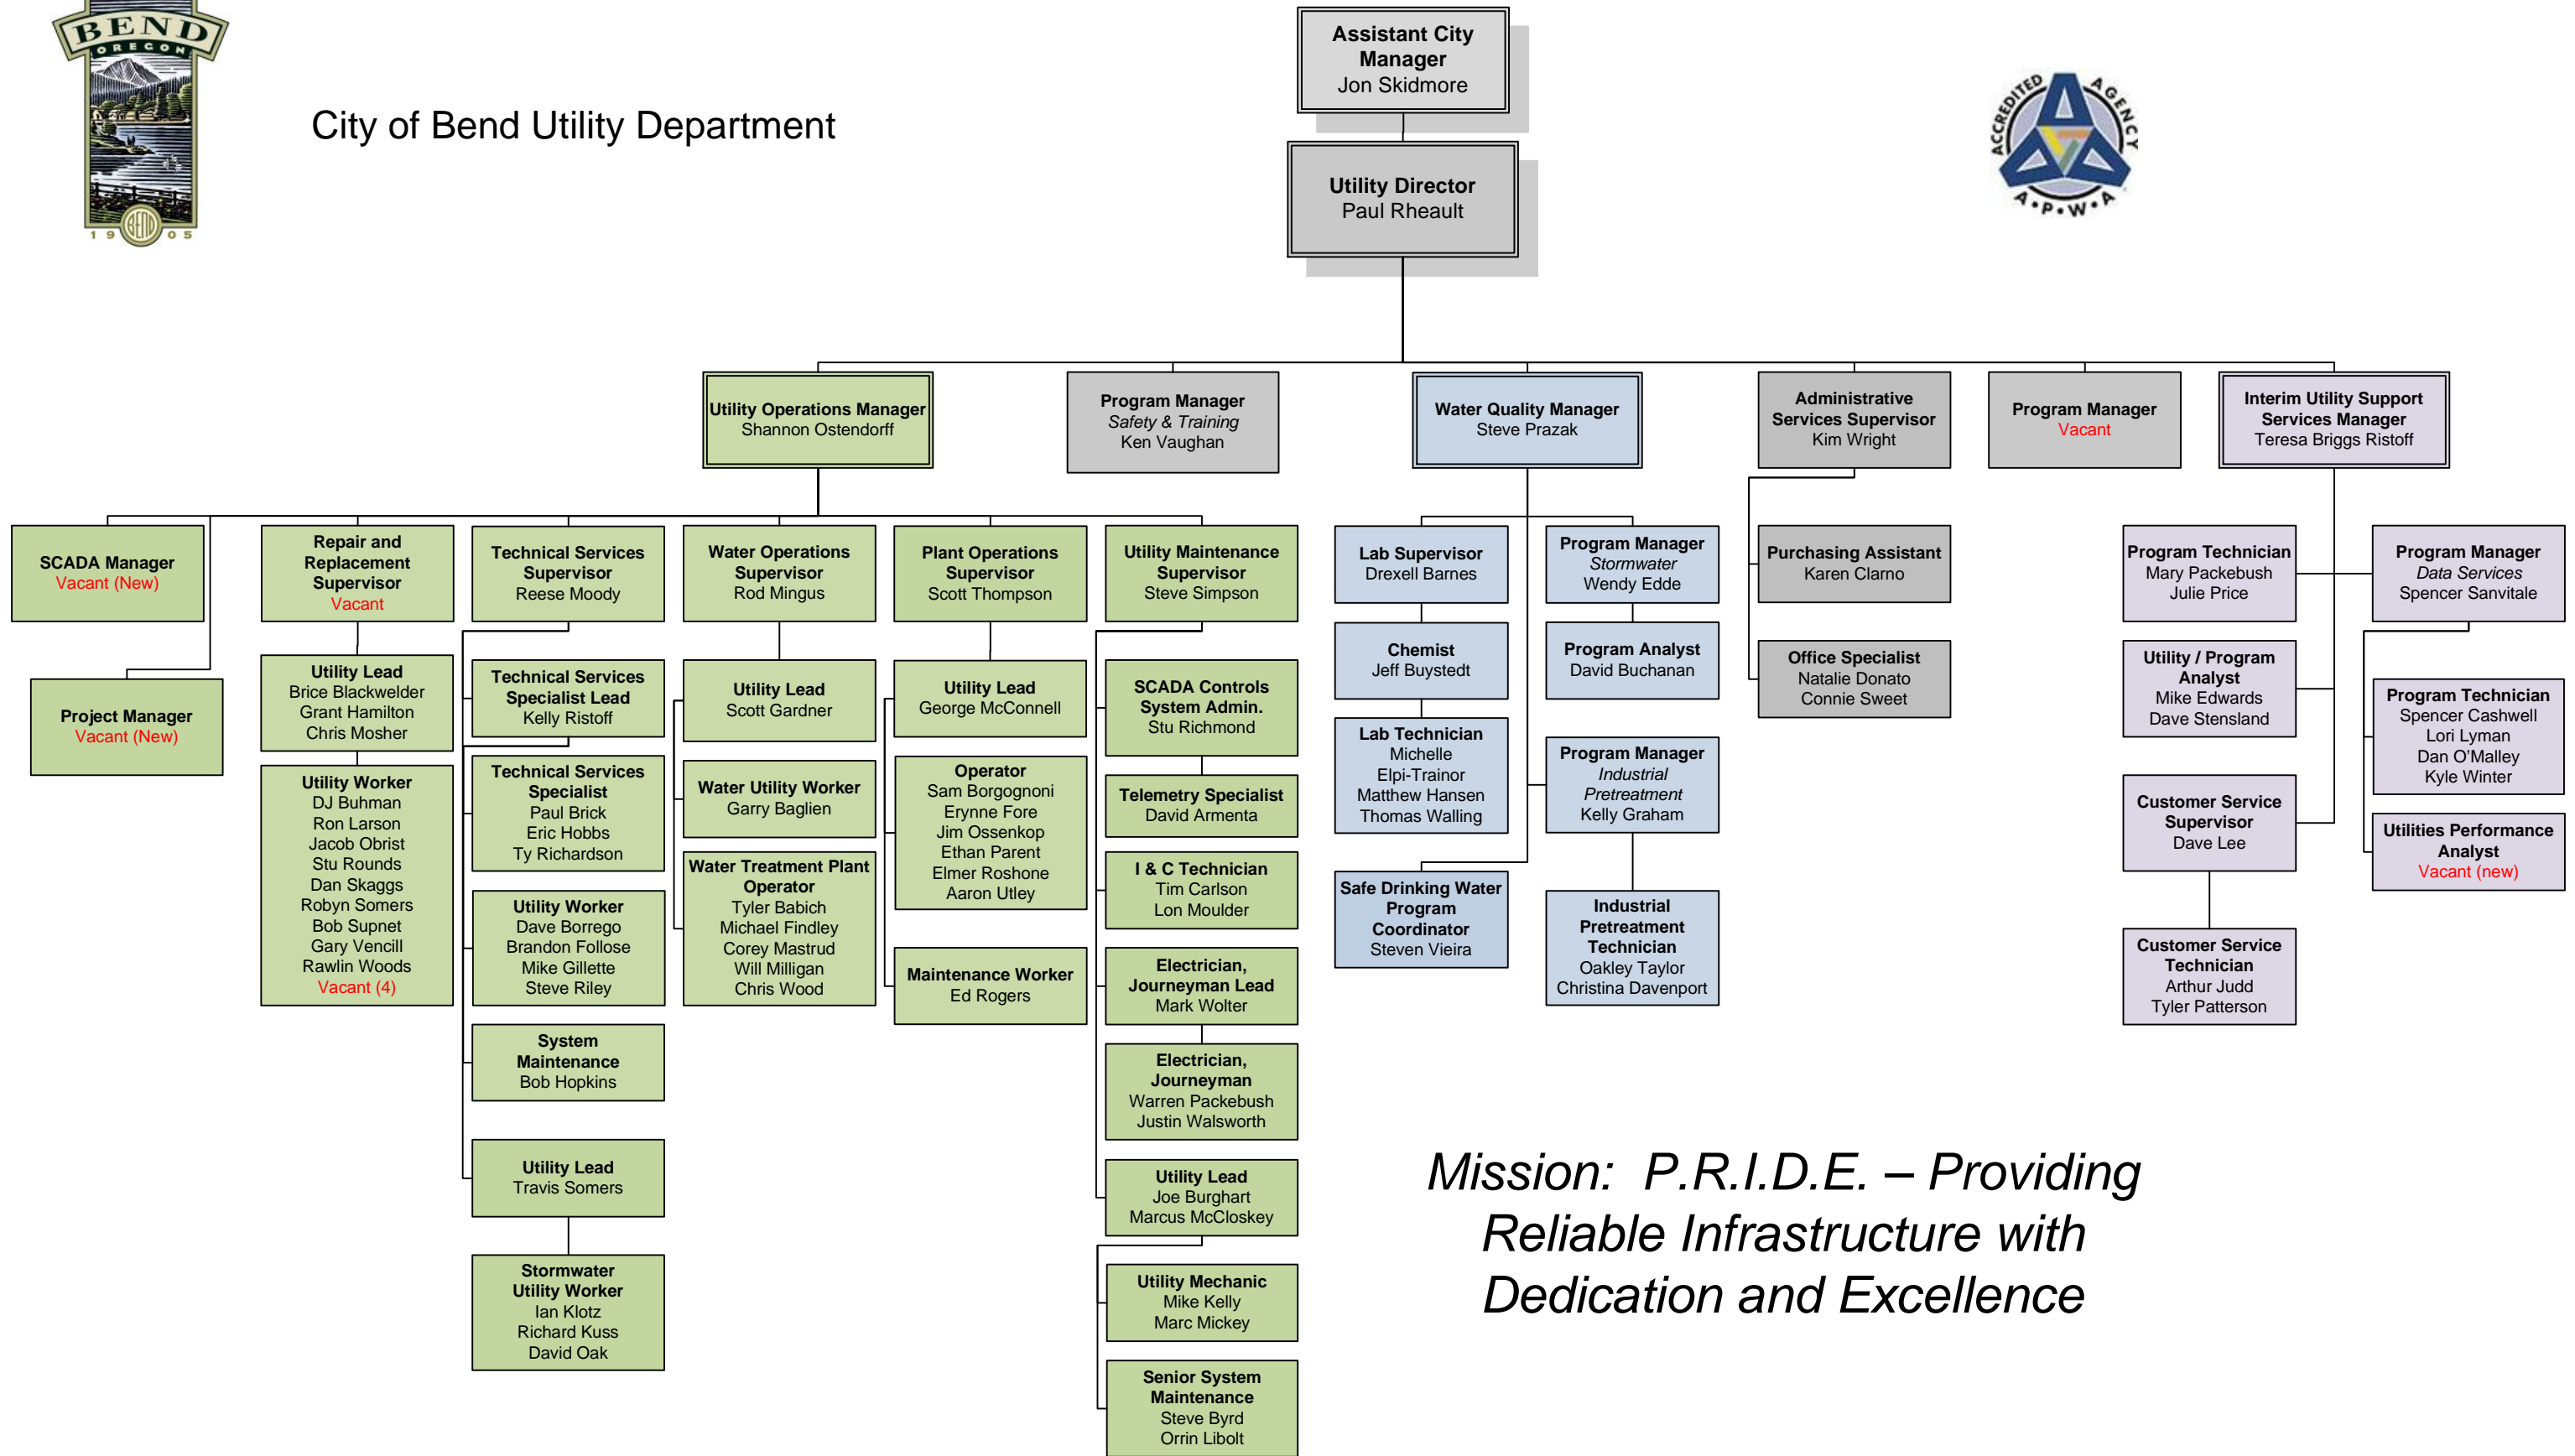 BEND
OREGON
BEND
1905
City of Bend Utility Department
Assistant City
Manager
Jon Skidmore
ACCREDITED AGENCY
A•P•W•A
Utility Director
Paul Rheault
Utility Operations Manager
Shannon Ostendorff
Program Manager
Safety & Training
Ken Vaughan
Water Quality Manager
Steve Prazak
Administrative
Services Supervisor
Kim Wright
Program Manager
Vacant
Interim Utility Support
Services Manager
Teresa Briggs Ristoff
SCADA Manager
Vacant (New)
Project Manager
Vacant (New)
Repair and
Replacement
Supervisor
Vacant
Utility Lead
Brice Blackwelder
Grant Hamilton
Chris Mosher
Utility Worker
DJ Buhman
Ron Larson
Jacob Obrist
Stu Rounds
Dan Skaggs
Robyn Somers
Bob Supnet
Gary Vencill
Rawlin Woods
Vacant (4)
Technical Services
Supervisor
Reese Moody
Technical Services
Specialist Lead
Kelly Ristoff
Technical Services
Specialist
Paul Brick
Eric Hobbs
Ty Richardson
Utility Worker
Dave Borrego
Brandon Follose
Mike Gillette
Steve Riley
System
Maintenance
Bob Hopkins
Utility Lead
Travis Somers
Stormwater
Utility Worker
Ian Klotz
Richard Kuss
David Oak
Water Operations
Supervisor
Rod Mingus
Utility Lead
Scott Gardner
Water Utility Worker
Garry Baglien
Water Treatment Plant
Operator
Tyler Babich
Michael Findley
Corey Mastrud
Will Milligan
Chris Wood
Plant Operations
Supervisor
Scott Thompson
Utility Lead
George McConnell
Operator
Sam Borgognoni
Erynne Fore
Jim Ossenkop
Ethan Parent
Elmer Roshone
Aaron Utley
Maintenance Worker
Ed Rogers
Utility Maintenance
Supervisor
Steve Simpson
SCADA Controls
System Admin.
Stu Richmond
Telemetry Specialist
David Armenta
I & C Technician
Tim Carlson
Lon Moulder
Electrician,
Journeyman Lead
Mark Wolter
Electrician,
Journeyman
Warren Packebush
Justin Walsworth
Utility Lead
Joe Burghart
Marcus McCloskey
Utility Mechanic
Mike Kelly
Marc Mickey
Senior System
Maintenance
Steve Byrd
Orrin Libolt
Lab Supervisor
Drexell Barnes
Chemist
Jeff Buystedt
Lab Technician
Michelle
Elpi-Trainor
Matthew Hansen
Thomas Walling
Safe Drinking Water
Program
Coordinator
Steven Vieira
Program Manager
Stormwater
Wendy Edde
Program Analyst
David Buchanan
Program Manager
Industrial
Pretreatment
Kelly Graham
Industrial
Pretreatment
Technician
Oakley Taylor
Christina Davenport
Purchasing Assistant
Karen Clarno
Office Specialist
Natalie Donato
Connie Sweet
Program Technician
Mary Packebush
Julie Price
Utility / Program
Analyst
Mike Edwards
Dave Stensland
Customer Service
Supervisor
Dave Lee
Customer Service
Technician
Arthur Judd
Tyler Patterson
Program Manager
Data Services
Spencer Sanvitale
Program Technician
Spencer Cashwell
Lori Lyman
Dan O'Malley
Kyle Winter
Utilities Performance
Analyst
Vacant (new)
Mission: P.R.I.D.E. – Providing
Reliable Infrastructure with
Dedication and Excellence